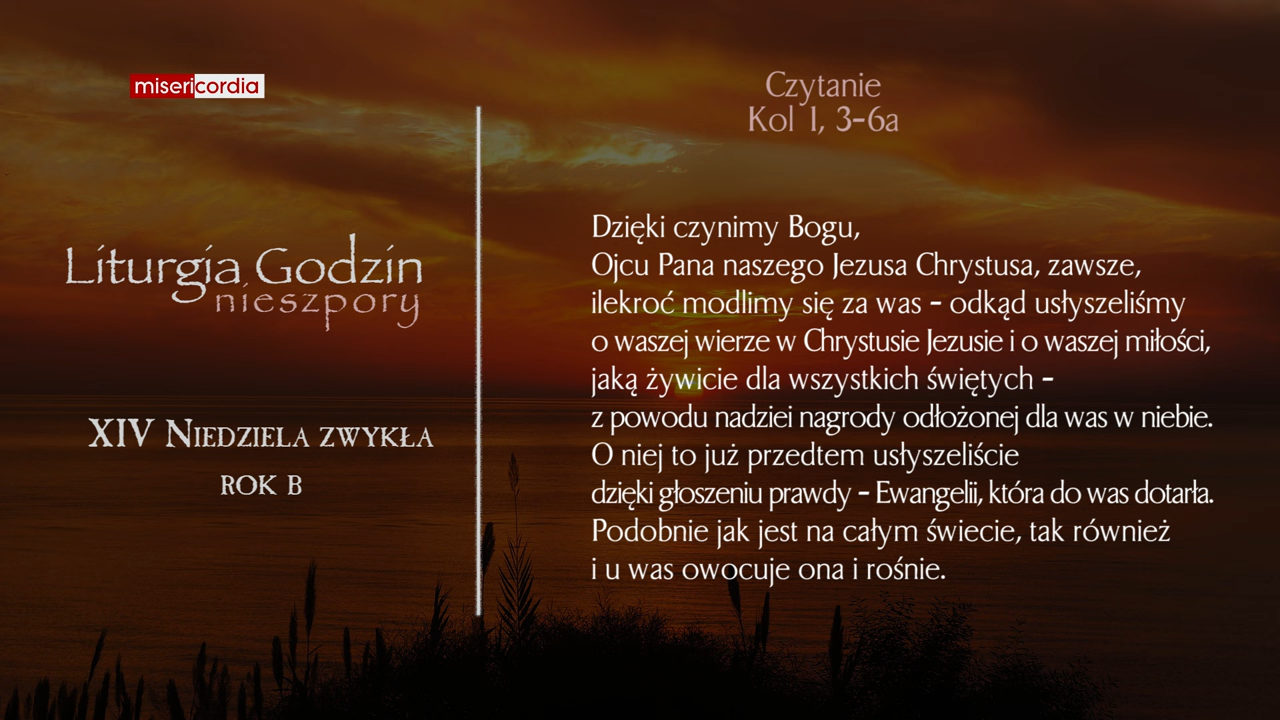 misericordia
Liturgia Godzin
nieszpory
XIV Niedziela zwykła
rok B
Czytanie
Kol 1, 3-6a
Dzięki czynimy Bogu,
Ojcu Pana naszego Jezusa Chrystusa, zawsze,
ilekroć modlimy się za was - odkąd usłyszeliśmy
o waszej wierze w Chrystusie Jezusie i o waszej miłości,
jaką żywicie dla wszystkich świętych -
z powodu nadziei nagrody odłożonej dla was w niebie.
O niej to już przedtem usłyszeliście
dzięki głoszeniu prawdy - Ewangelii, która do was dotarła.
Podobnie jak jest na całym świecie, tak również
i u was owocuje ona i rośnie.